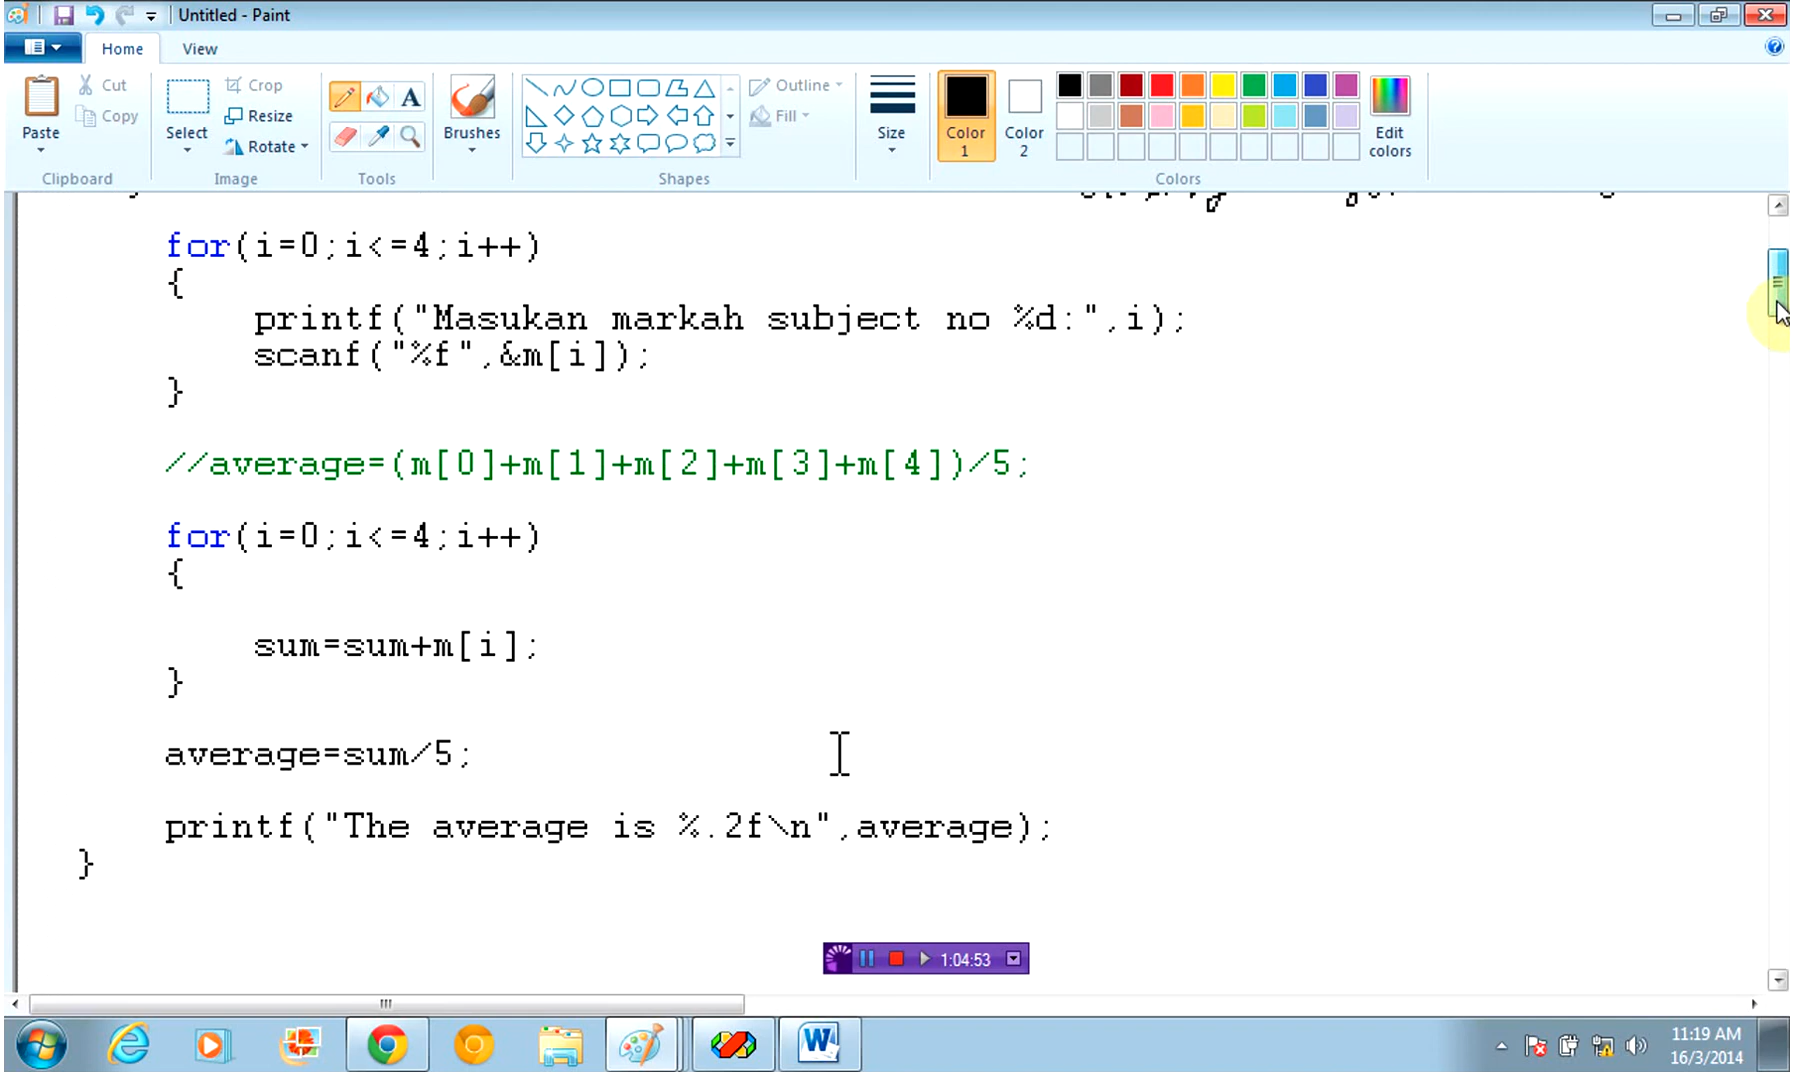 Untitled - Paint
Home View
Paste
Cut
Copy
Clipboard
Select
Crop
Resize
Rotate
Image
Tools
Brushes
Shapes
Outline
Fill
Size
Color 1
Color 2
Edit colors
Colors
for(i=0;i<=4;i++)
{
printf("Masukan markah subject no %d:",i);
scanf("%f",&m[i]);
}
//average=(m[0]+m[1]+m[2]+m[3]+m[4])/5;
for(i=0;i<=4;i++)
{
sum=sum+m[i];
}
average=sum/5;
printf("The average is %.2f\n",average);
}
1:04:53
11:19 AM
16/3/2014